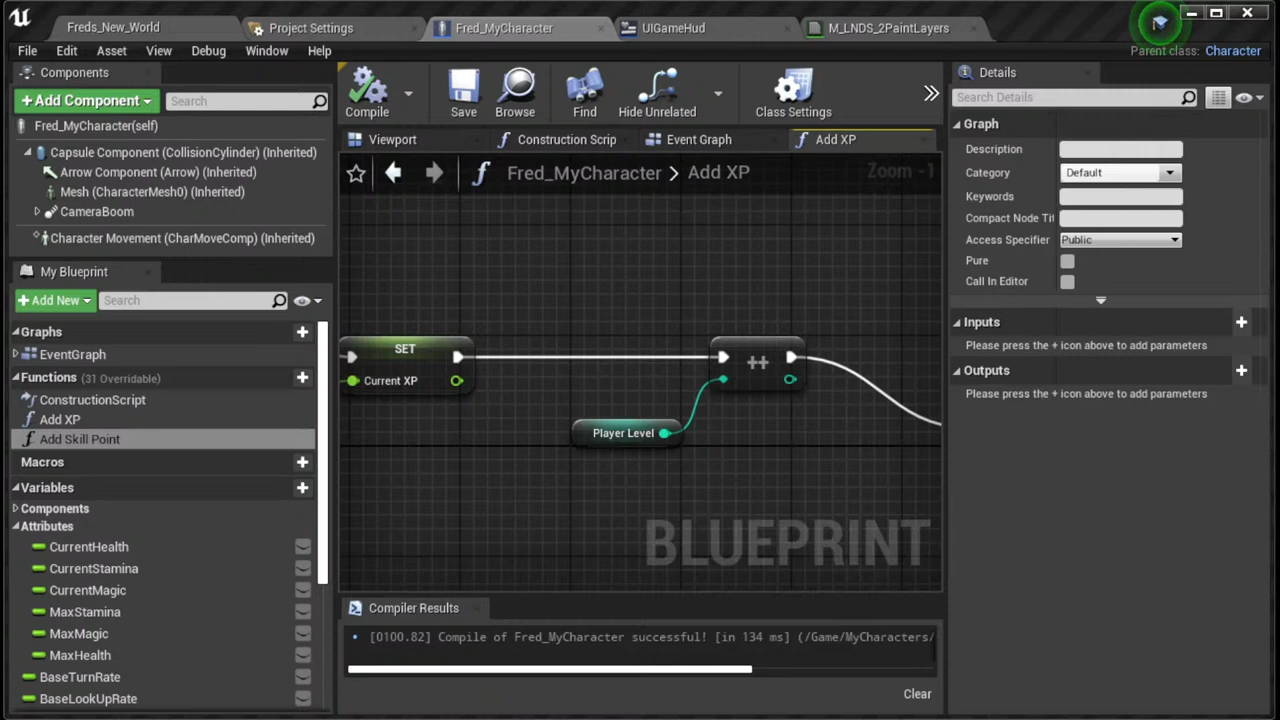 Freds_New_World
Project Settings
Fred_MyCharacter
UIGameHud
M_LNDS_2PaintLayers
File Edit Asset View Debug Window Help
Parent class: Character
Components
+ Add Component
Search
Fred_MyCharacter(self)
Capsule Component (CollisionCylinder) (Inherited)
Arrow Component (Arrow) (Inherited)
Mesh (CharacterMesh0) (Inherited)
CameraBoom
Character Movement (CharMoveComp) (Inherited)
My Blueprint
+ Add New
Search
Graphs
EventGraph
Functions (31 Overridable)
ConstructionScript
Add XP
Add Skill Point
Macros
Variables
Components
Attributes
CurrentHealth
CurrentStamina
CurrentMagic
MaxStamina
MaxMagic
MaxHealth
BaseTurnRate
BaseLookUpRate
Compile
Save
Browse
Find
Hide Unrelated
Class Settings
Viewport
Construction Scrip
Event Graph
Add XP
Fred_MyCharacter > Add XP
Zoom -1
SET
Current XP
++
Player Level
BLUEPRINT
Compiler Results
[0100.82] Compile of Fred_MyCharacter successful! [in 134 ms] (/Game/MyCharacters/
Clear
Details
Search Details
Graph
Description
Category Default
Keywords
Compact Node Tit
Access Specifier Public
Pure
Call In Editor
Inputs
Please press the + icon above to add parameters
Outputs
Please press the + icon above to add parameters